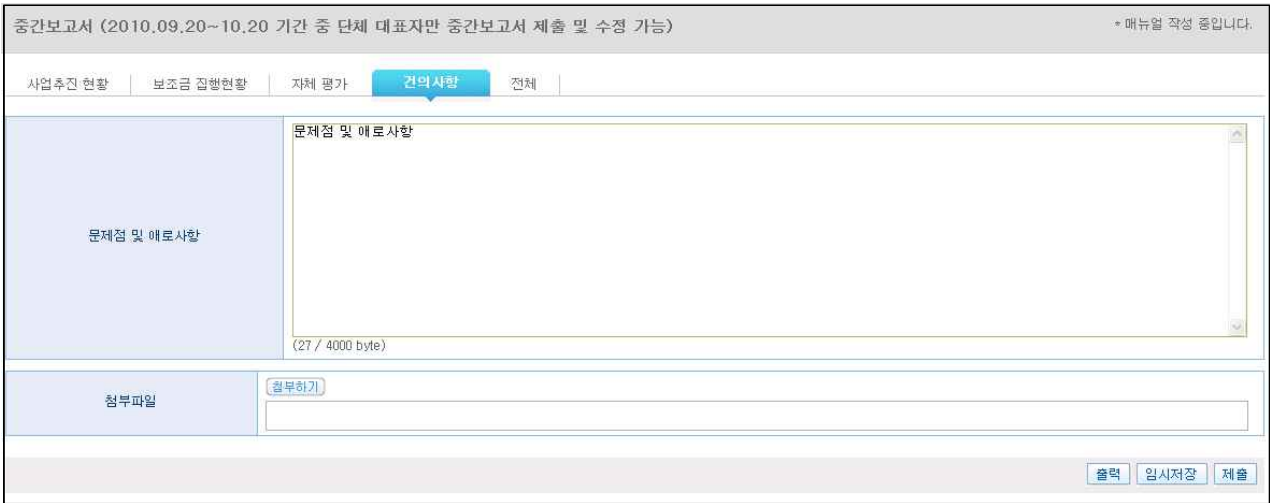 중간보고서 (2010.09.20~10.20 기간 중 단체 대표자만 중간보고서 제출 및 수정 가능)
* 매뉴얼 작성 중입니다.
사업추진 현황 보조금 집행현황 자체 평가 건의사항 전체
문제점 및 애로사항
문제점 및 애로사항
(27 / 4000 byte)
첨부하기
첨부파일
출력 임시저장 제출